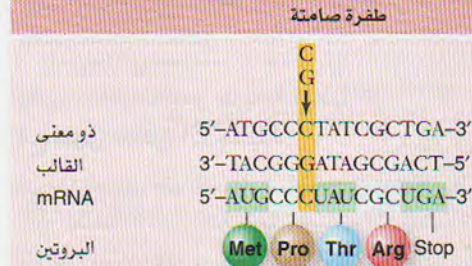 طفرة صامتة
C
G
ذو معنى 5′–ATGCCCTATCGCTGA–3′
القالب 3′–TACGGGATAGCGACT–5′
mRNA 5′–AUGCCCUAUCGCUGA–3′
البروتين Met Pro Thr Arg Stop